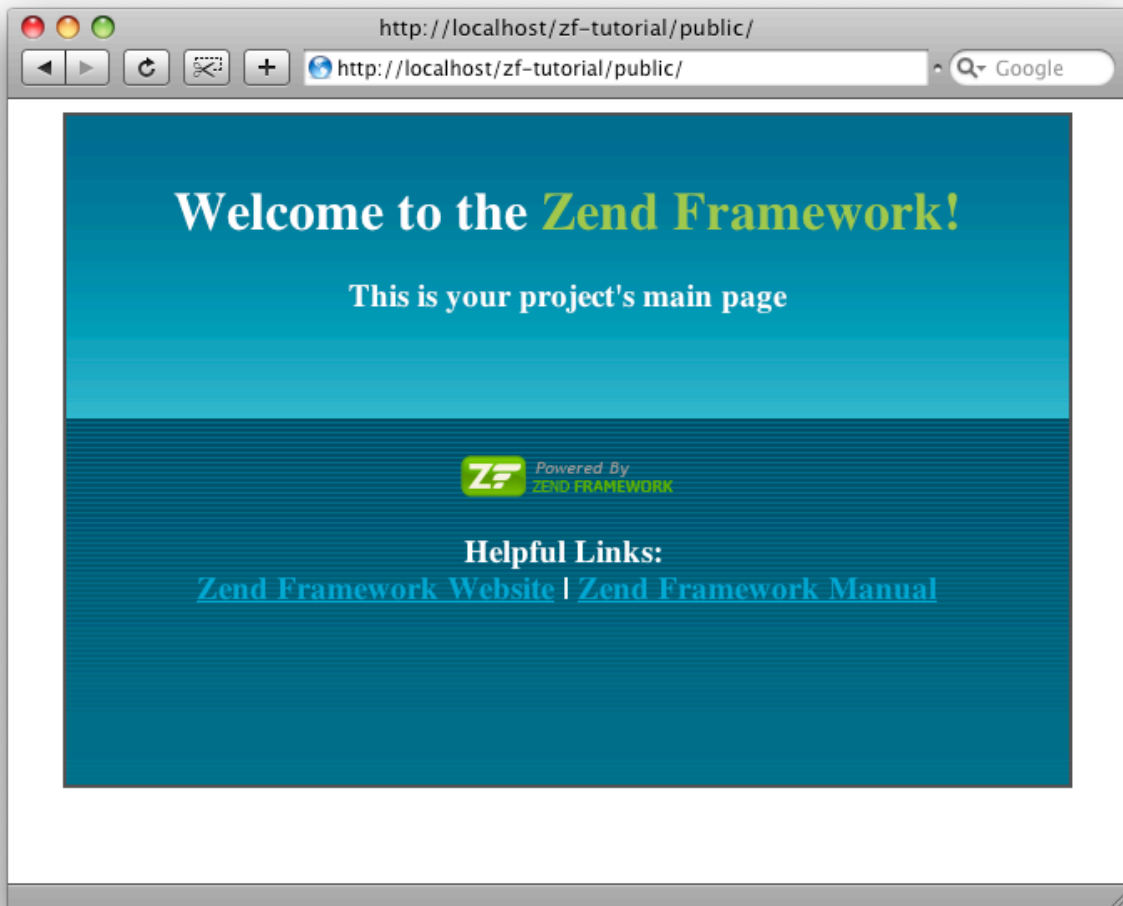 http://localhost/zf-tutorial/public/
http://localhost/zf-tutorial/public/
Google
Welcome to the Zend Framework!
This is your project's main page
ZF Powered By
ZEND FRAMEWORK
Helpful Links:
Zend Framework Website | Zend Framework Manual